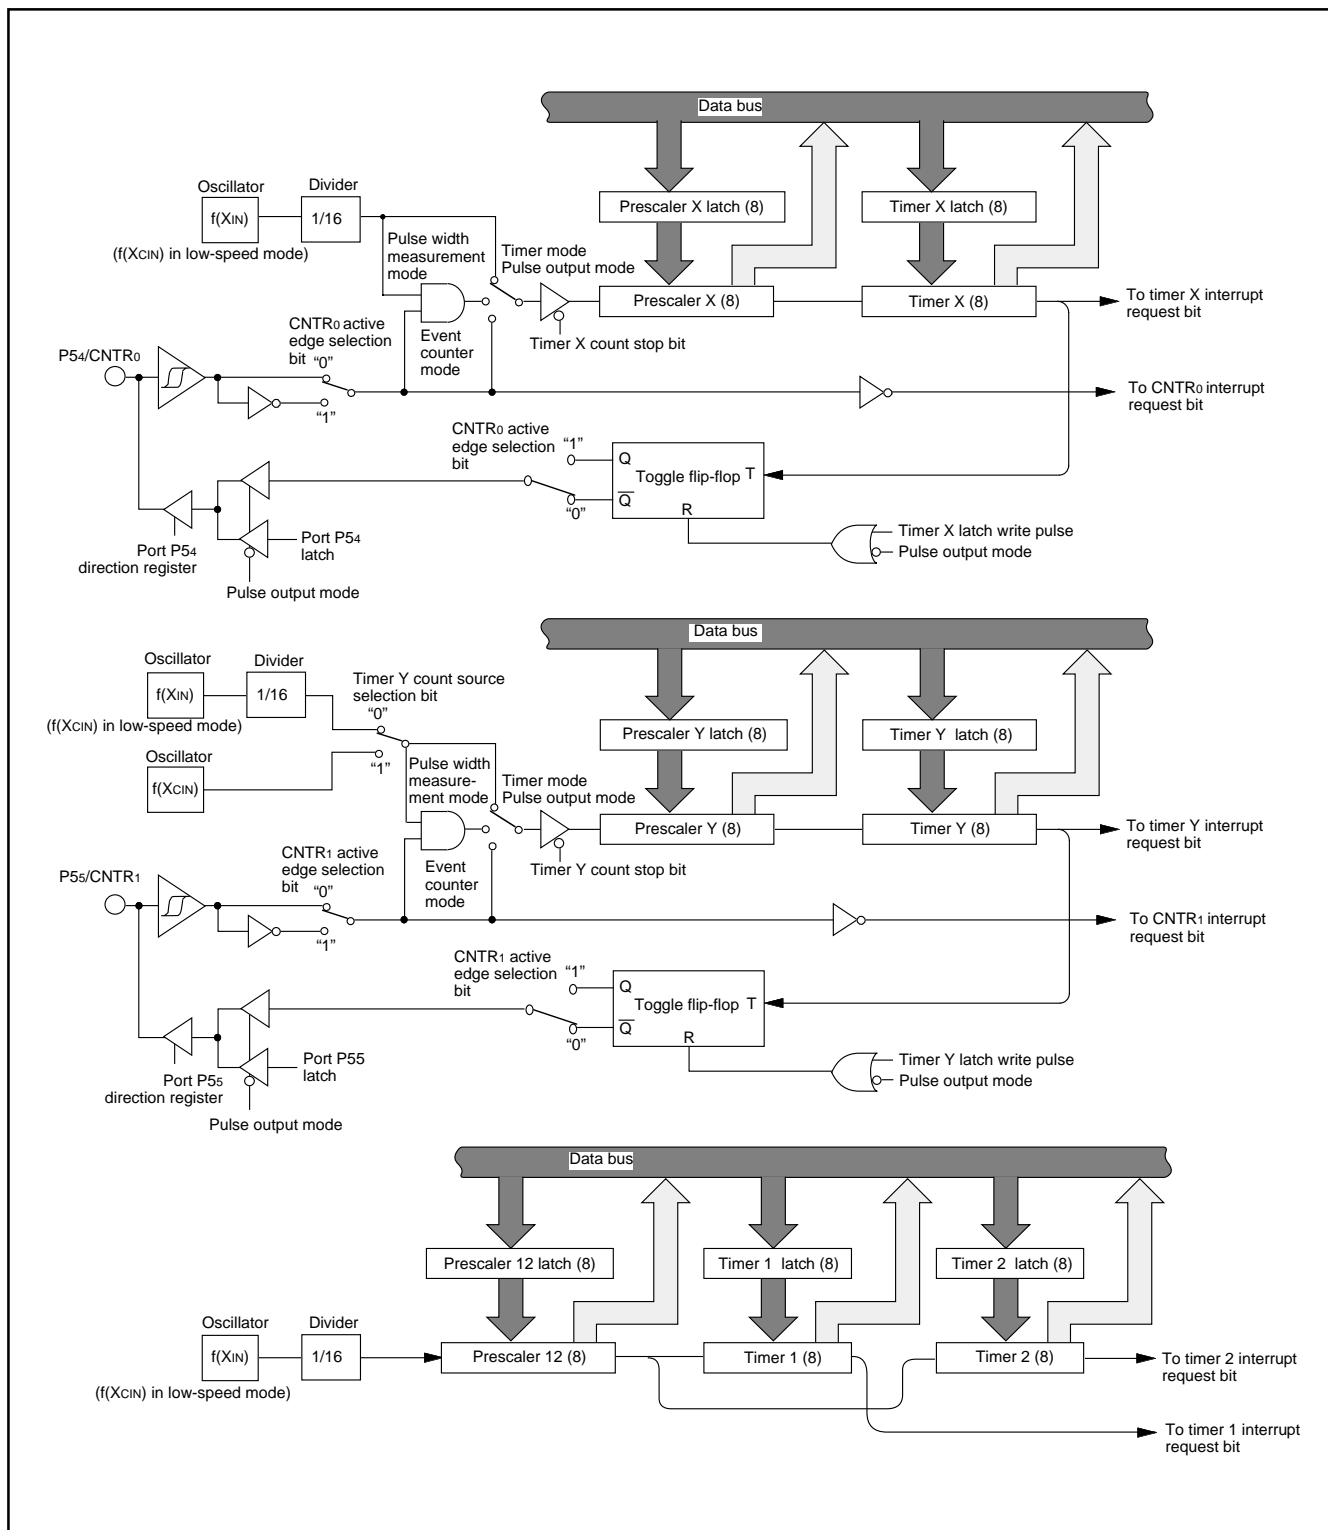 Data bus
Oscillator
Divider
f(XIN)
1/16
(f(XCIN) in low-speed mode)
Prescaler X latch (8)
Timer X latch (8)
Pulse width
measurement
mode
Timer mode
Pulse output mode
Prescaler X (8)
Timer X (8)
To timer X interrupt
request bit
CNTR0 active
edge selection
bit
"0"
Event
counter
mode
Timer X count stop bit
P54/CNTR0
"1"
To CNTR0 interrupt
request bit
CNTR0 active
edge selection
bit
"1"
Q
Toggle flip-flop
T
Q
"0"
R
Port P54
latch
Port P54
direction register
Pulse output mode
Timer X latch write pulse
Pulse output mode
Data bus
Oscillator
Divider
f(XIN)
1/16
(f(XCIN) in low-speed mode)
Timer Y count source
selection bit
"0"
Oscillator
f(XCIN)
"1"
Prescaler Y latch (8)
Timer Y latch (8)
Pulse width
measure-
ment mode
Timer mode
Pulse output mode
Prescaler Y (8)
Timer Y (8)
To timer Y interrupt
request bit
CNTR1 active
edge selection
bit
"0"
Event
counter
mode
Timer Y count stop bit
P55/CNTR1
"1"
To CNTR1 interrupt
request bit
CNTR1 active
edge selection
bit
"1"
Q
Toggle flip-flop
T
Q
"0"
R
Port P55
latch
Port P55
direction register
Pulse output mode
Timer Y latch write pulse
Pulse output mode
Data bus
Prescaler 12 latch (8)
Timer 1 latch (8)
Timer 2 latch (8)
Oscillator
Divider
f(XIN)
1/16
(f(XCIN) in low-speed mode)
Prescaler 12 (8)
Timer 1 (8)
Timer 2 (8)
To timer 2 interrupt
request bit
To timer 1 interrupt
request bit